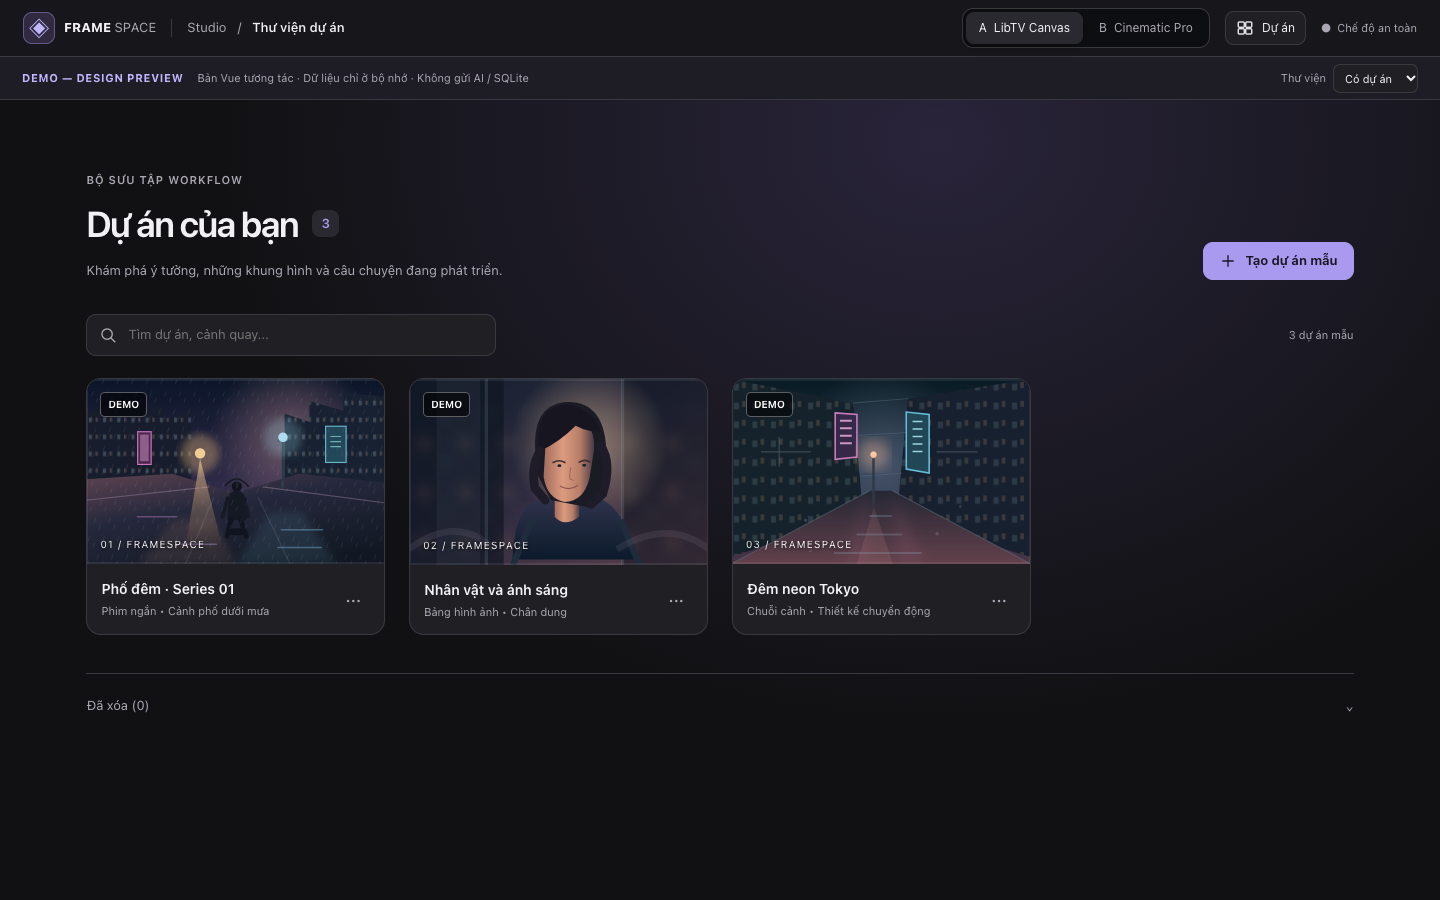 FRAME SPACE Studio / Thư viện dự án
A LibTV Canvas B Cinematic Pro Dự án Chế độ an toàn
DEMO — DESIGN PREVIEW Bản Vue tương tác · Dữ liệu chỉ ở bộ nhớ · Không gửi AI / SQLite Thư viện Có dự án
BỘ SƯU TẬP WORKFLOW
Dự án của bạn 3
Khám phá ý tưởng, những khung hình và câu chuyện đang phát triển.
Tạo dự án mẫu
Tìm dự án, cảnh quay...
3 dự án mẫu
DEMO
01 / FRAMESPACE
Phố đêm · Series 01
Phim ngắn • Cảnh phố dưới mưa
DEMO
02 / FRAMESPACE
Nhân vật và ánh sáng
Bảng hình ảnh • Chân dung
DEMO
03 / FRAMESPACE
Đêm neon Tokyo
Chuỗi cảnh • Thiết kế chuyển động
Đã xóa (0)